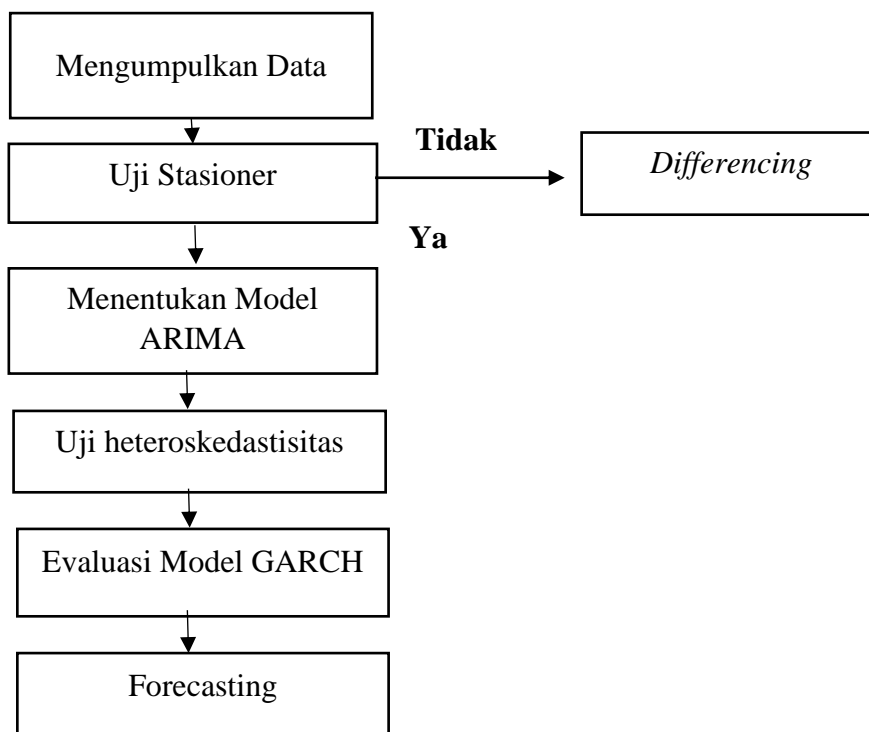 Mengumpulkan Data
Tidak
Uji Stasioner
Differencing
Ya
Menentukan Model
ARIMA
Uji heteroskedastisitas
Evaluasi Model GARCH
Forecasting